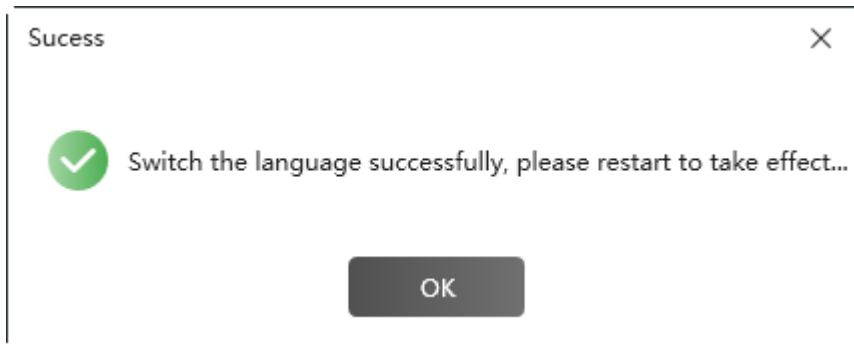 Sucess
Switch the language successfully, please restart to take effect...
OK